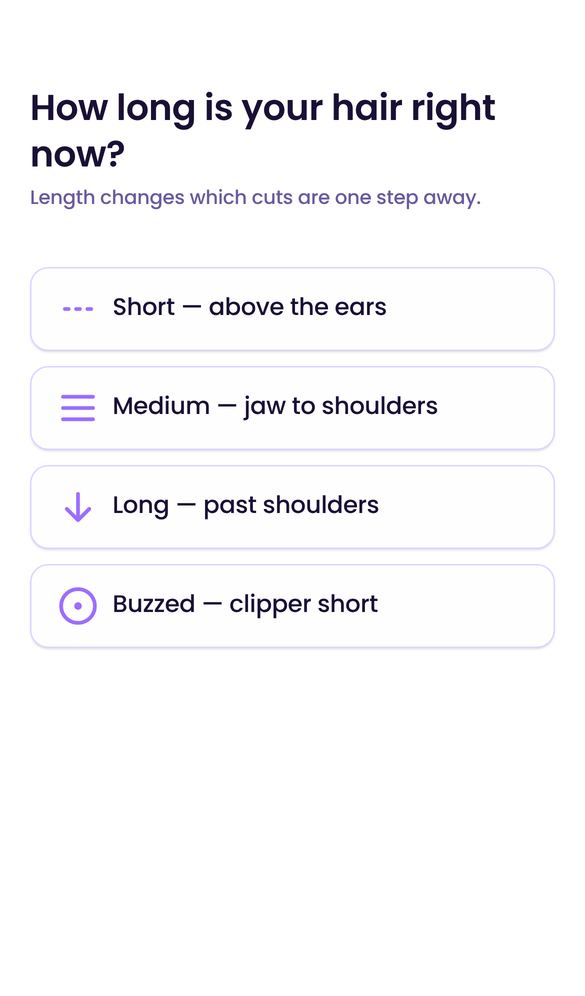 How long is your hair right
now?
Length changes which cuts are one step away.
Short — above the ears
Medium — jaw to shoulders
Long — past shoulders
Buzzed — clipper short